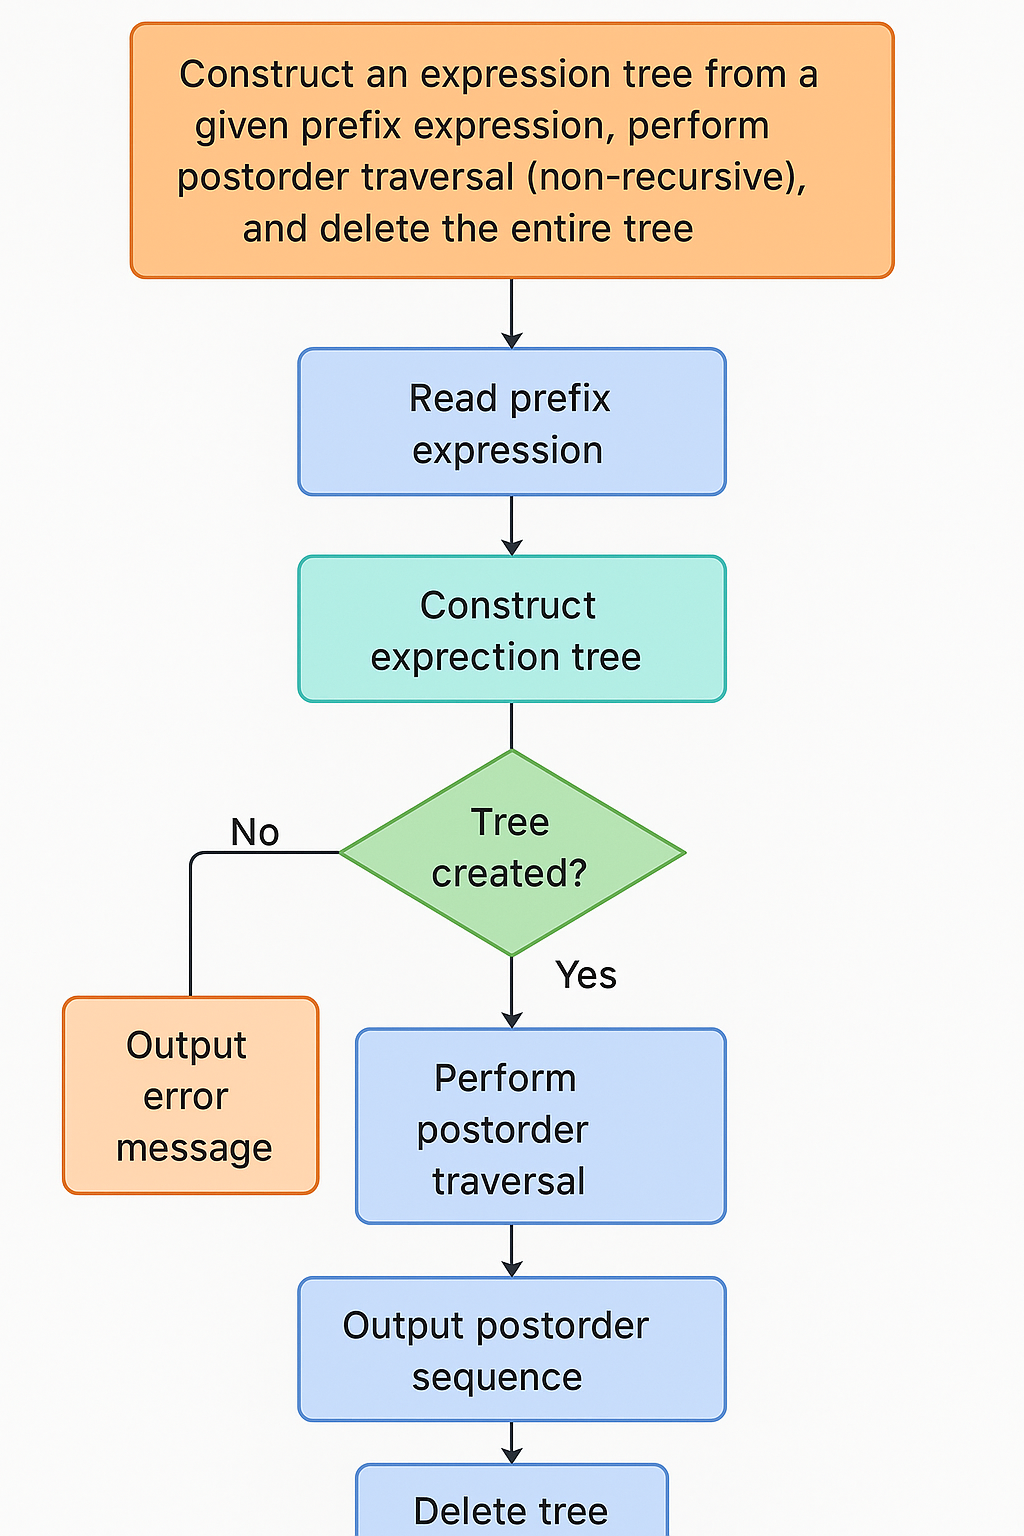 Construct an expression tree from a
given prefix expression, perform
postorder traversal (non-recursive),
and delete the entire tree
Read prefix
expression
Construct
exprection tree
Tree
created?
No
Yes
Output
error
message
Perform
postorder
traversal
Output postorder
sequence
Delete tree